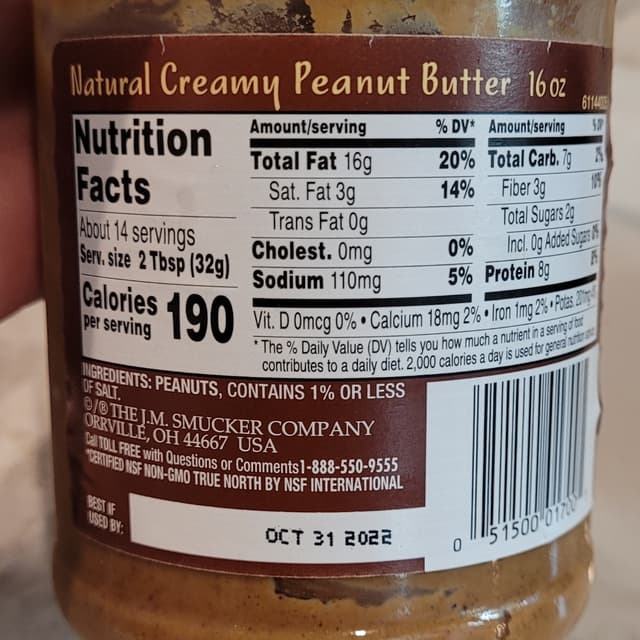 Natural Creamy Peanut Butter 16 oz
Nutrition
Facts
About 14 servings
Serv. size 2 Tbsp (32g)
Calories
per serving
190
Amount/serving % DV*
Total Fat 16g 20%
Sat. Fat 3g 14%
Trans Fat 0g
Cholest. 0mg 0%
Sodium 110mg 5%
Amount/serving
Total Carb. 7g
Fiber 3g 10%
Total Sugars 2g
Incl. 0g Added Sugars 0%
Protein 8g
Vit. D 0mcg 0% • Calcium 18mg 2% • Iron 1mg 2% • Potas.
*The % Daily Value (DV) tells you how much a nutrient in a serving of food
contributes to a daily diet. 2,000 calories a day is used for general nutrition
INGREDIENTS: PEANUTS, CONTAINS 1% OR LESS
OF SALT.
©/® THE J.M. SMUCKER COMPANY
ORRVILLE, OH 44667 USA
Call TOLL FREE with Questions or Comments 1-888-550-9555
*CERTIFIED NSF NON-GMO TRUE NORTH BY NSF INTERNATIONAL
BEST IF
USED BY:
OCT 31 2022
0 51500 01700